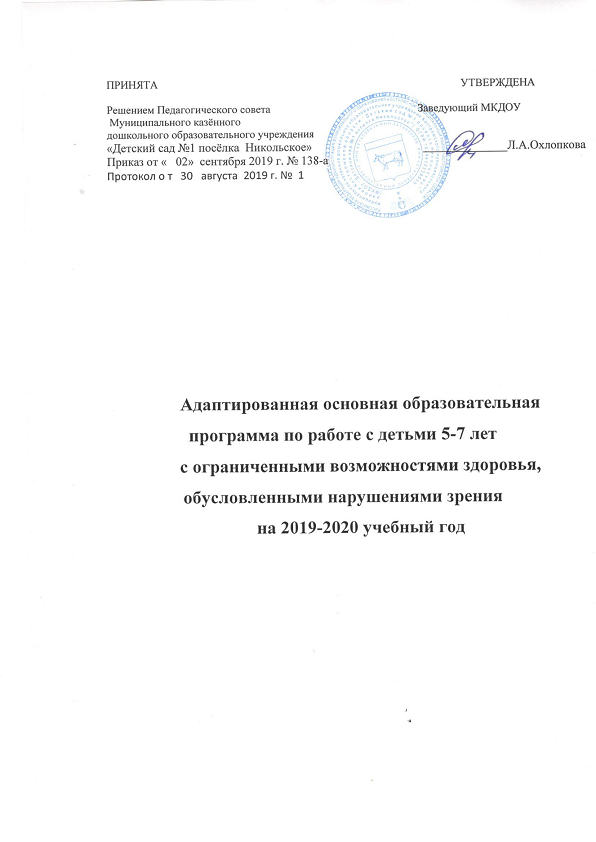 ПРИНЯТА
УТВЕРЖДЕНА
Решением Педагогического совета
Заведующий МКДОУ
Муниципального казённого
дошкольного образовательного учреждения
«Детский сад №1 посёлка Никольское»
Л.А.Охлопкова
Приказ от « 02» сентября 2019 г. № 138-а
Протокол о т 30 августа 2019 г. № 1
Адаптированная основная образовательная
программа по работе с детьми 5-7 лет
с ограниченными возможностями здоровья,
обусловленными нарушениями зрения
на 2019-2020 учебный год